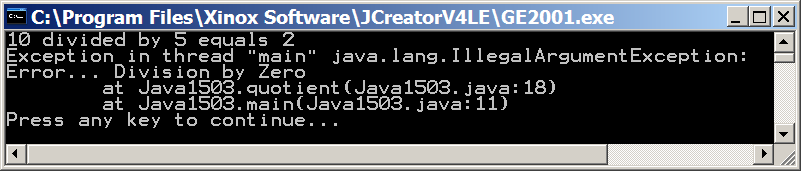 C:\Program Files\Xinox Software\JCreatorV4LE\GE2001.exe
10 divided by 5 equals 2
Exception in thread "main" java.lang.IllegalArgumentException:
Error... Division by Zero
        at Java1503.quotient(Java1503.java:18)
        at Java1503.main(Java1503.java:11)
Press any key to continue...